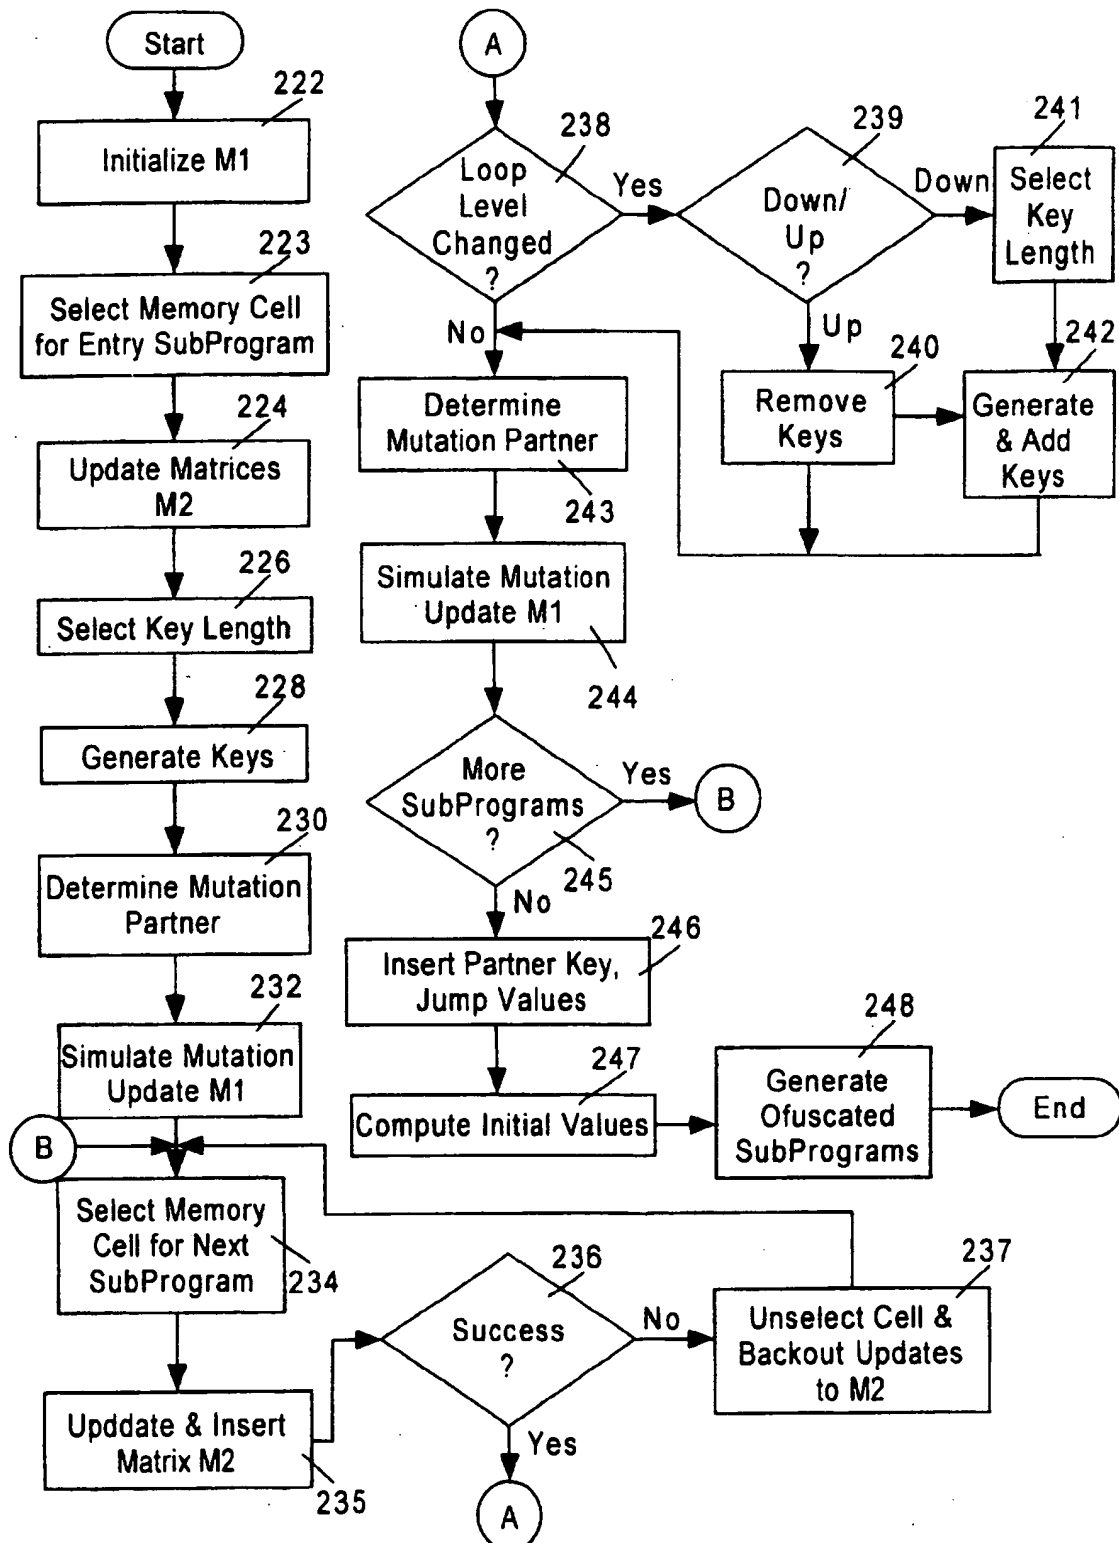 Start
222
Initialize M1
223
Select Memory Cell
for Entry SubProgram
224
Update Matrices
M2
226
Select Key Length
228
Generate Keys
230
Determine Mutation
Partner
232
Simulate Mutation
Update M1
B
Select Memory
Cell for Next
SubProgram
234
Upddate & Insert
Matrix M2
235
236
Success
?
No
Yes
A
237
Unselect Cell &
Backout Updates
to M2
A
238
Loop
Level
Changed
?
Yes
No
239
Down/
Up
?
Down
Up
241
Select
Key
Length
240
Remove
Keys
242
Generate
& Add
Keys
Determine
Mutation Partner
243
Simulate Mutation
Update M1
244
More
SubPrograms
?
Yes
B
245
No
246
Insert Partner Key,
Jump Values
247
Compute Initial Values
248
Generate
Ofuscated
SubPrograms
End